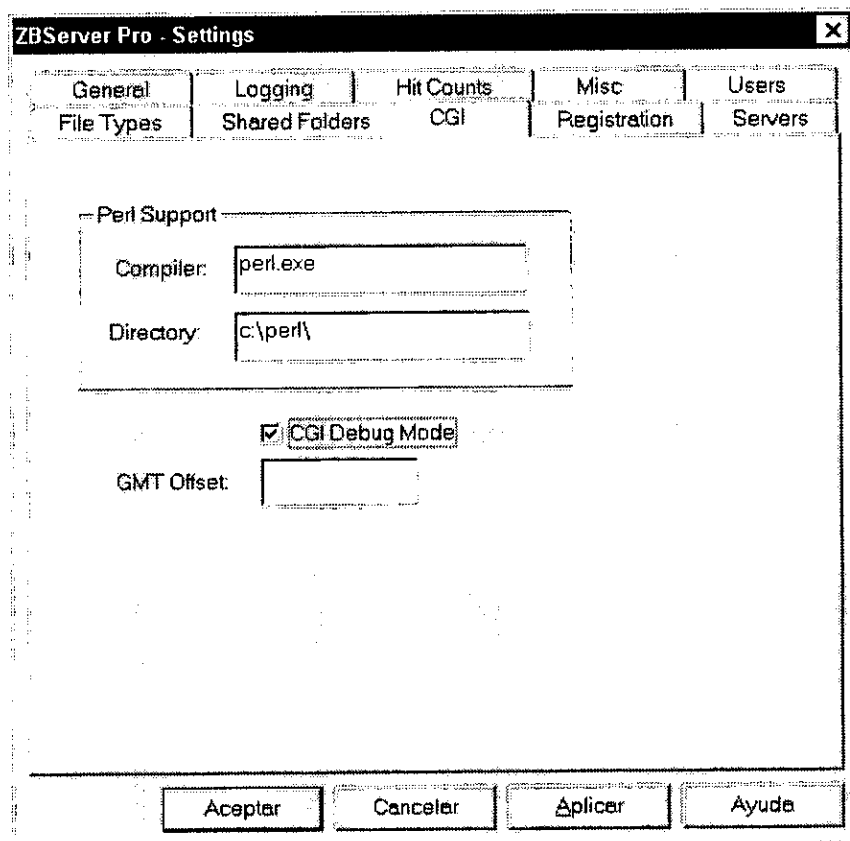 ZBServer Pro - Settings
General Logging Hit Counts Misc Users
File Types Shared Folders CGI Registration Servers
Perl Support
Compiler: perl.exe
Directory: c:\perl\
CGI Debug Mode
GMT Offset:
Aceptar Cancelar Aplicar Ayuda